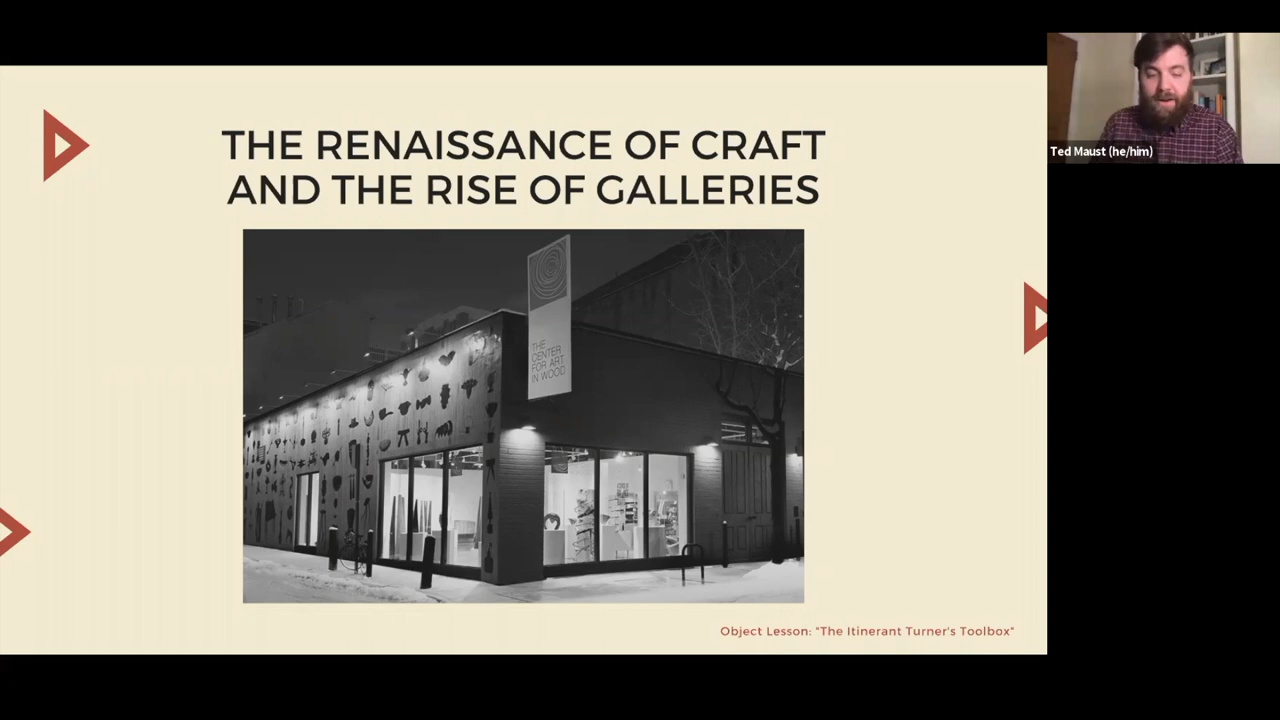 THE RENAISSANCE OF CRAFT
AND THE RISE OF GALLERIES
THE
CENTER
FOR ART
IN WOOD
Object Lesson: "The Itinerant Turner's Toolbox"
Ted Maust (he/him)